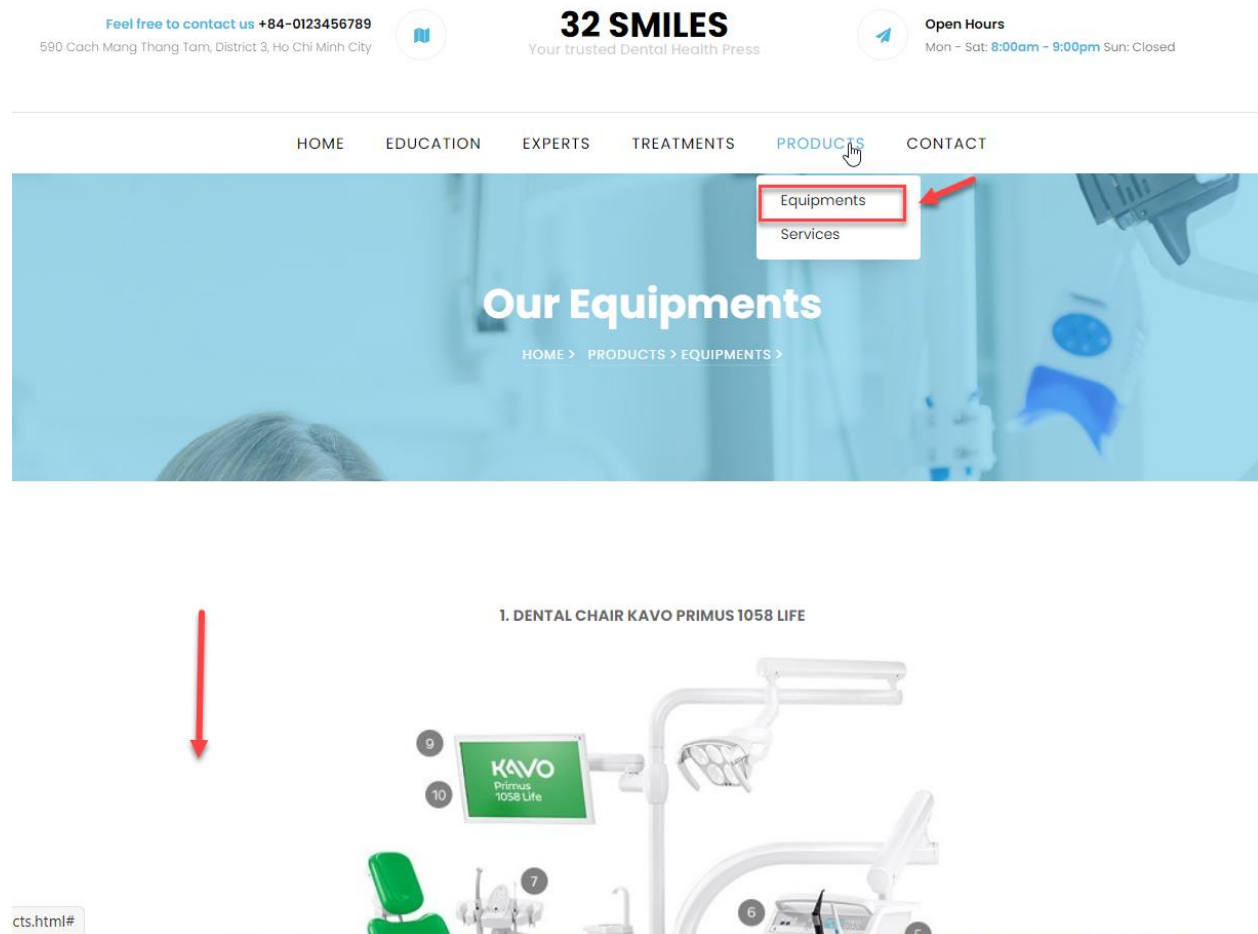 Feel free to contact us +84-0123456789
590 Cach Mang Thang Tam, District 3, Ho Chi Minh City
32 SMILES
Your trusted Dental Health Press
Open Hours
Mon - Sat: 8:00am - 9:00pm Sun: Closed
HOME EDUCATION EXPERTS TREATMENTS PRODUCTS CONTACT
Equipments
Services
Our Equipments
HOME > PRODUCTS > EQUIPMENTS >
1. DENTAL CHAIR KAVO PRIMUS 1058 LIFE
9
KAVO
Primus
1058 Life
10
7
6
5
cts.html#